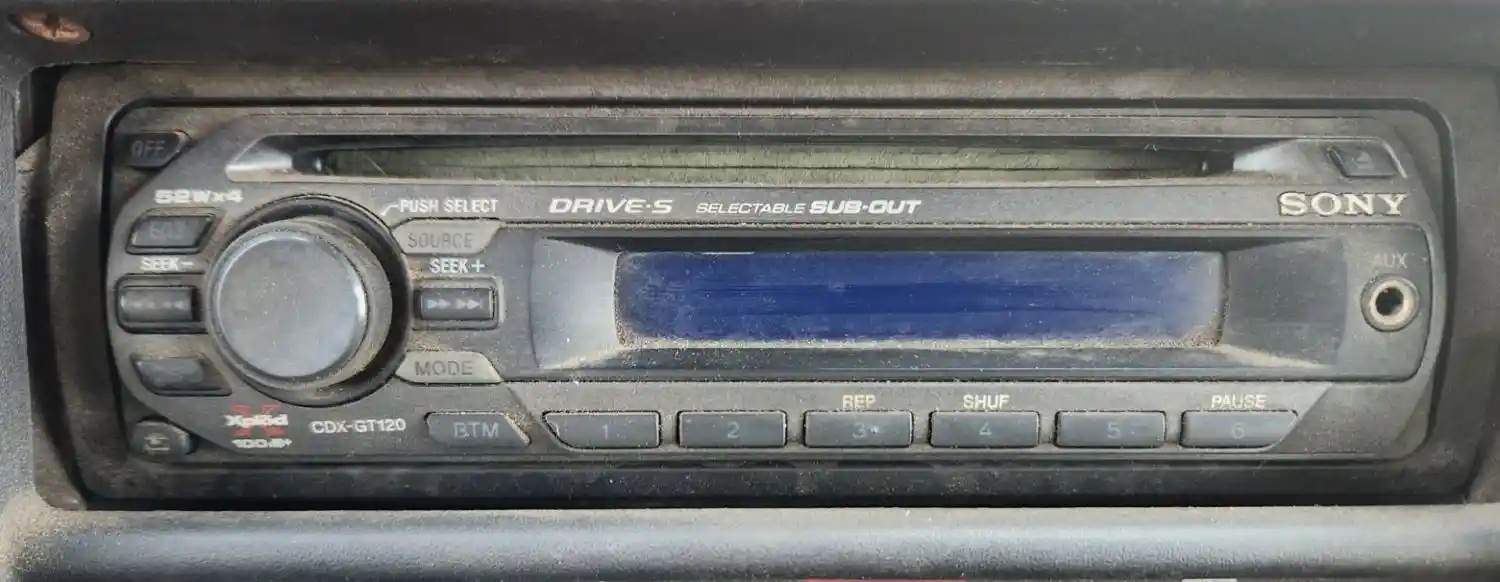 OFF
52W×4
PUSH SELECT
DRIVE•S SELECTABLE SUB-OUT
SONY
SOURCE
SEEK−
SEEK+
AUX
MODE
REP
SHUF
PAUSE
Xplōd
CDX-GT120
BTM
1
2
3
4
5
6